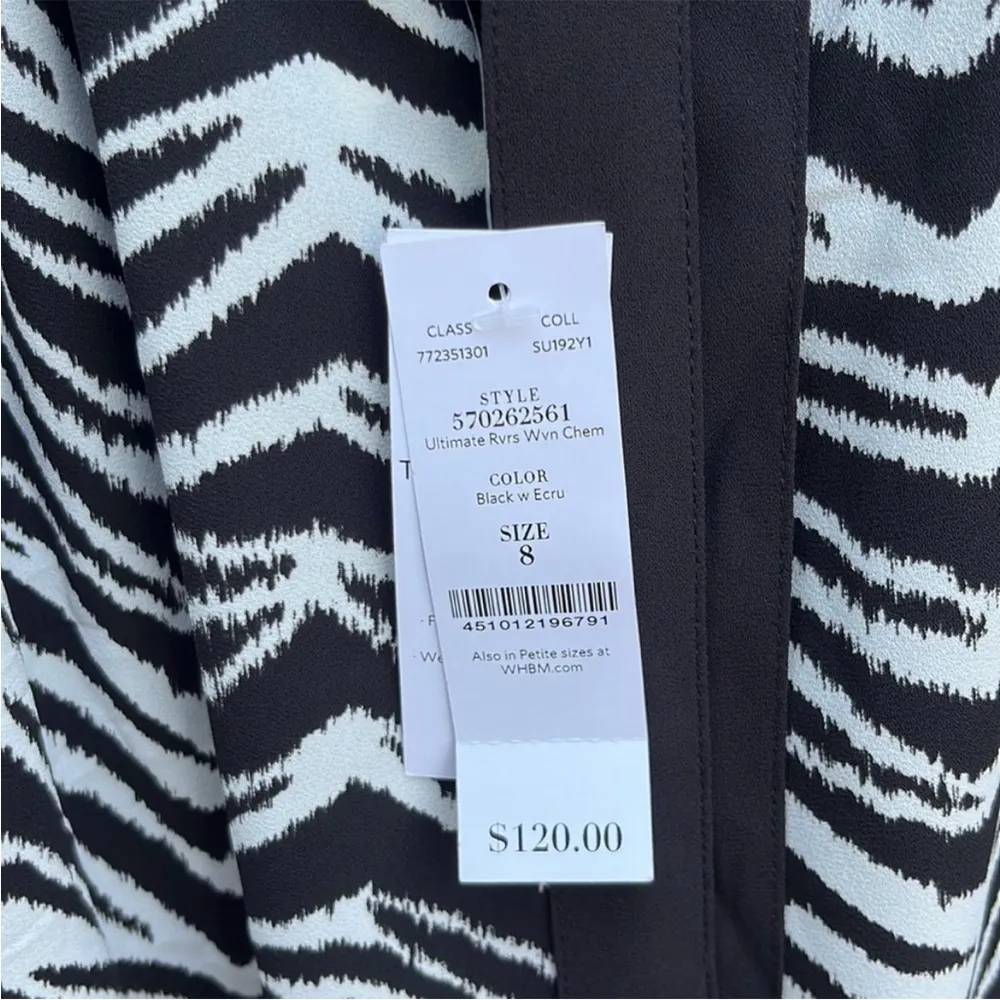 CLASS COLL
772351301 SU192Y1
STYLE
570262561
Ultimate Rvrs Wvn Chem
COLOR
Black w Ecru
SIZE
8
451012196791
Also in Petite sizes at
WHBM.com
$120.00
T
We